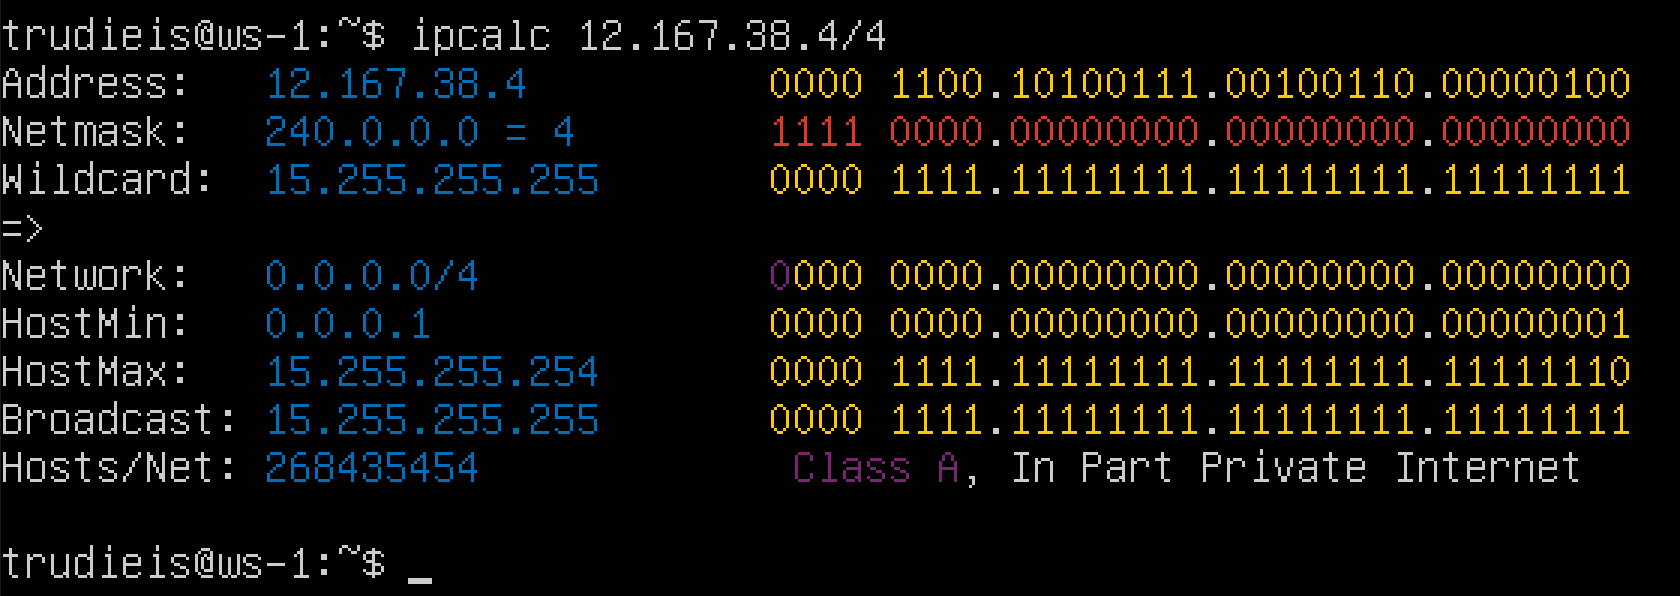 trudieis@ws-1:~$ ipcalc 12.167.38.4/4
Address:   12.167.38.4          0000 1100.10100111.00100110.00000100
Netmask:   240.0.0.0 = 4        1111 0000.00000000.00000000.00000000
Wildcard:  15.255.255.255       0000 1111.11111111.11111111.11111111
=>
Network:   0.0.0.0/4            0000 0000.00000000.00000000.00000000
HostMin:   0.0.0.1              0000 0000.00000000.00000000.00000001
HostMax:   15.255.255.254       0000 1111.11111111.11111111.11111110
Broadcast: 15.255.255.255       0000 1111.11111111.11111111.11111111
Hosts/Net: 268435454             Class A, In Part Private Internet
trudieis@ws-1:~$ _